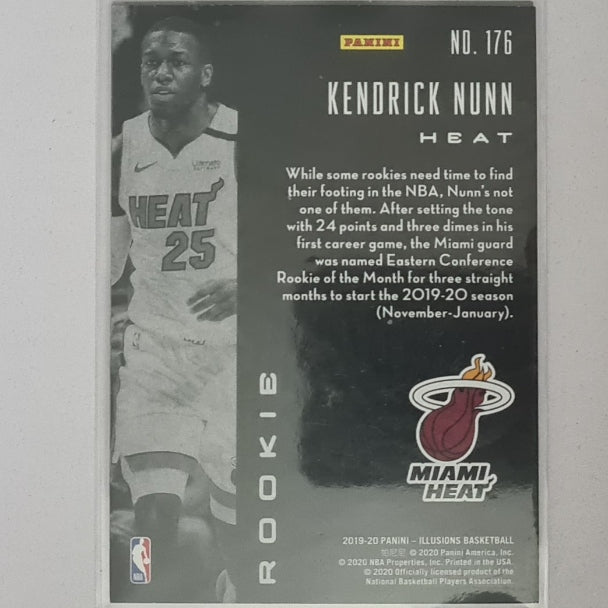 PANINI
NO. 176
KENDRICK NUNN
HEAT
While some rookies need time to find
their footing in the NBA, Nunn's not
one of them. After setting the tone
with 24 points and three dimes in his
first career game, the Miami guard
was named Eastern Conference
Rookie of the Month for three straight
months to start the 2019-20 season
(November-January).
HEAT
25
ROOKIE
MIAMI
HEAT
NBA
2019-20 PANINI – ILLUSIONS BASKETBALL
帕尼尼 © 2020 Panini America, Inc.
© 2020 NBA Properties, Inc. Printed in the USA.
© 2020 Officially licensed product of the
National Basketball Players Association.